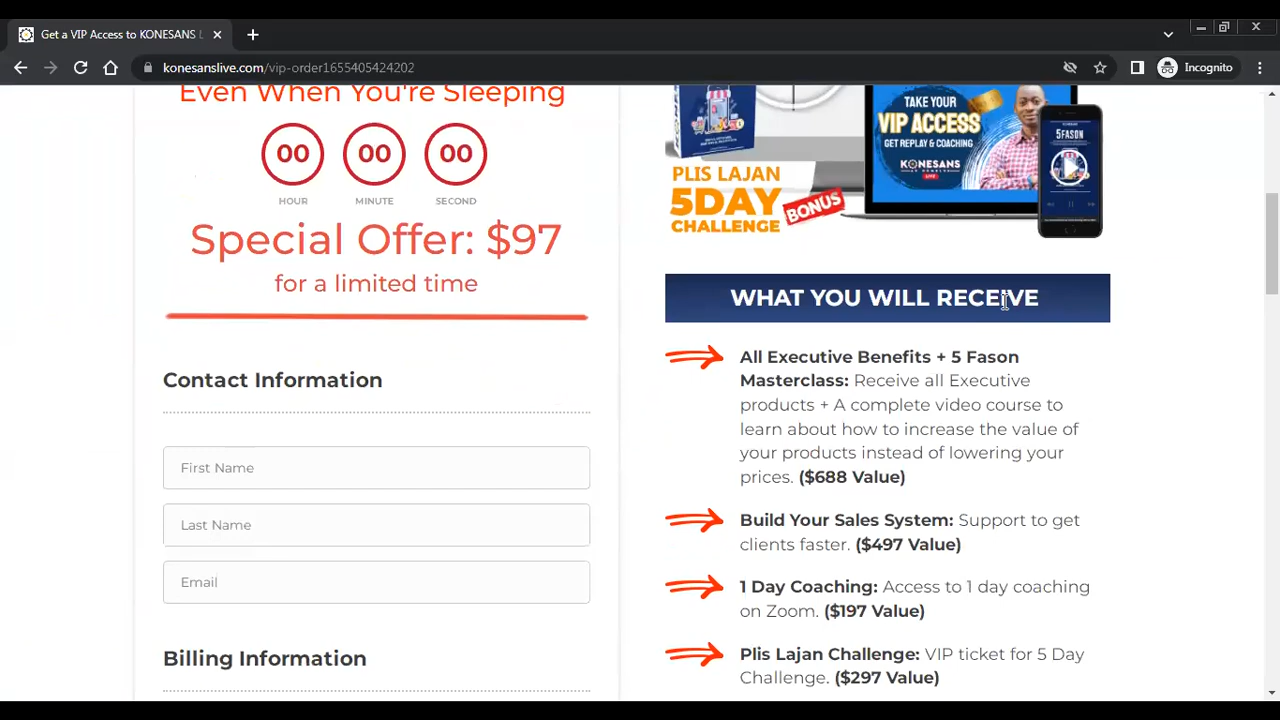 Get a VIP Access to KONESANS L
konesanslive.com/vip-order1655405424202
Incognito
Even When You're Sleeping
00 00 00
HOUR MINUTE SECOND
Special Offer: $97
for a limited time
Contact Information
First Name
Last Name
Email
Billing Information
TAKE YOUR
VIP ACCESS
GET REPLAY & COACHING
KONESANS
LIVE
5FASON
PLIS LAJAN
5DAY
CHALLENGE
BONUS
WHAT YOU WILL RECEIVE
All Executive Benefits + 5 Fason
Masterclass: Receive all Executive
products + A complete video course to
learn about how to increase the value of
your products instead of lowering your
prices. ($688 Value)
Build Your Sales System: Support to get
clients faster. ($497 Value)
1 Day Coaching: Access to 1 day coaching
on Zoom. ($197 Value)
Plis Lajan Challenge: VIP ticket for 5 Day
Challenge. ($297 Value)